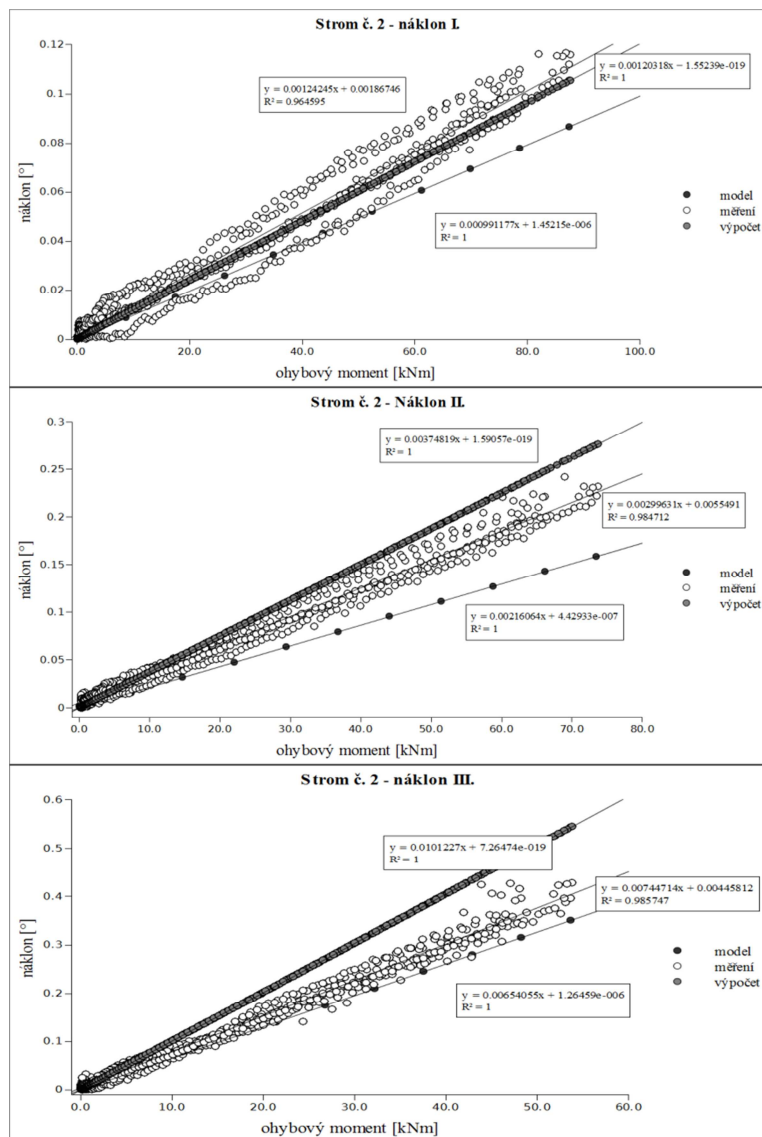 Strom č. 2 - náklon I.
0.12
y = 0.00124245x + 0.00186746
R² = 0.964595
y = 0.00120318x − 1.55239e-019
R² = 1
0.1
0.08
náklon [°]
0.06
model
měření
výpočet
y = 0.000991177x + 1.45215e-006
R² = 1
0.04
0.02
0
0.0 20.0 40.0 60.0 80.0 100.0
ohybový moment [kNm]
Strom č. 2 - Náklon II.
0.3
y = 0.00374819x + 1.59057e-019
R² = 1
0.25
y = 0.00299631x + 0.0055491
R² = 0.984712
0.2
náklon [°]
0.15
model
měření
výpočet
0.1
y = 0.00216064x + 4.42933e-007
R² = 1
0.05
0
0.0 10.0 20.0 30.0 40.0 50.0 60.0 70.0 80.0
ohybový moment [kNm]
Strom č. 2 - náklon III.
0.6
0.5
y = 0.0101227x + 7.26474e-019
R² = 1
0.4
y = 0.00744714x + 0.00445812
R² = 0.985747
náklon [°]
0.3
model
měření
výpočet
0.2
y = 0.00654055x + 1.26459e-006
R² = 1
0.1
0
0.0 10.0 20.0 30.0 40.0 50.0 60.0
ohybový moment [kNm]